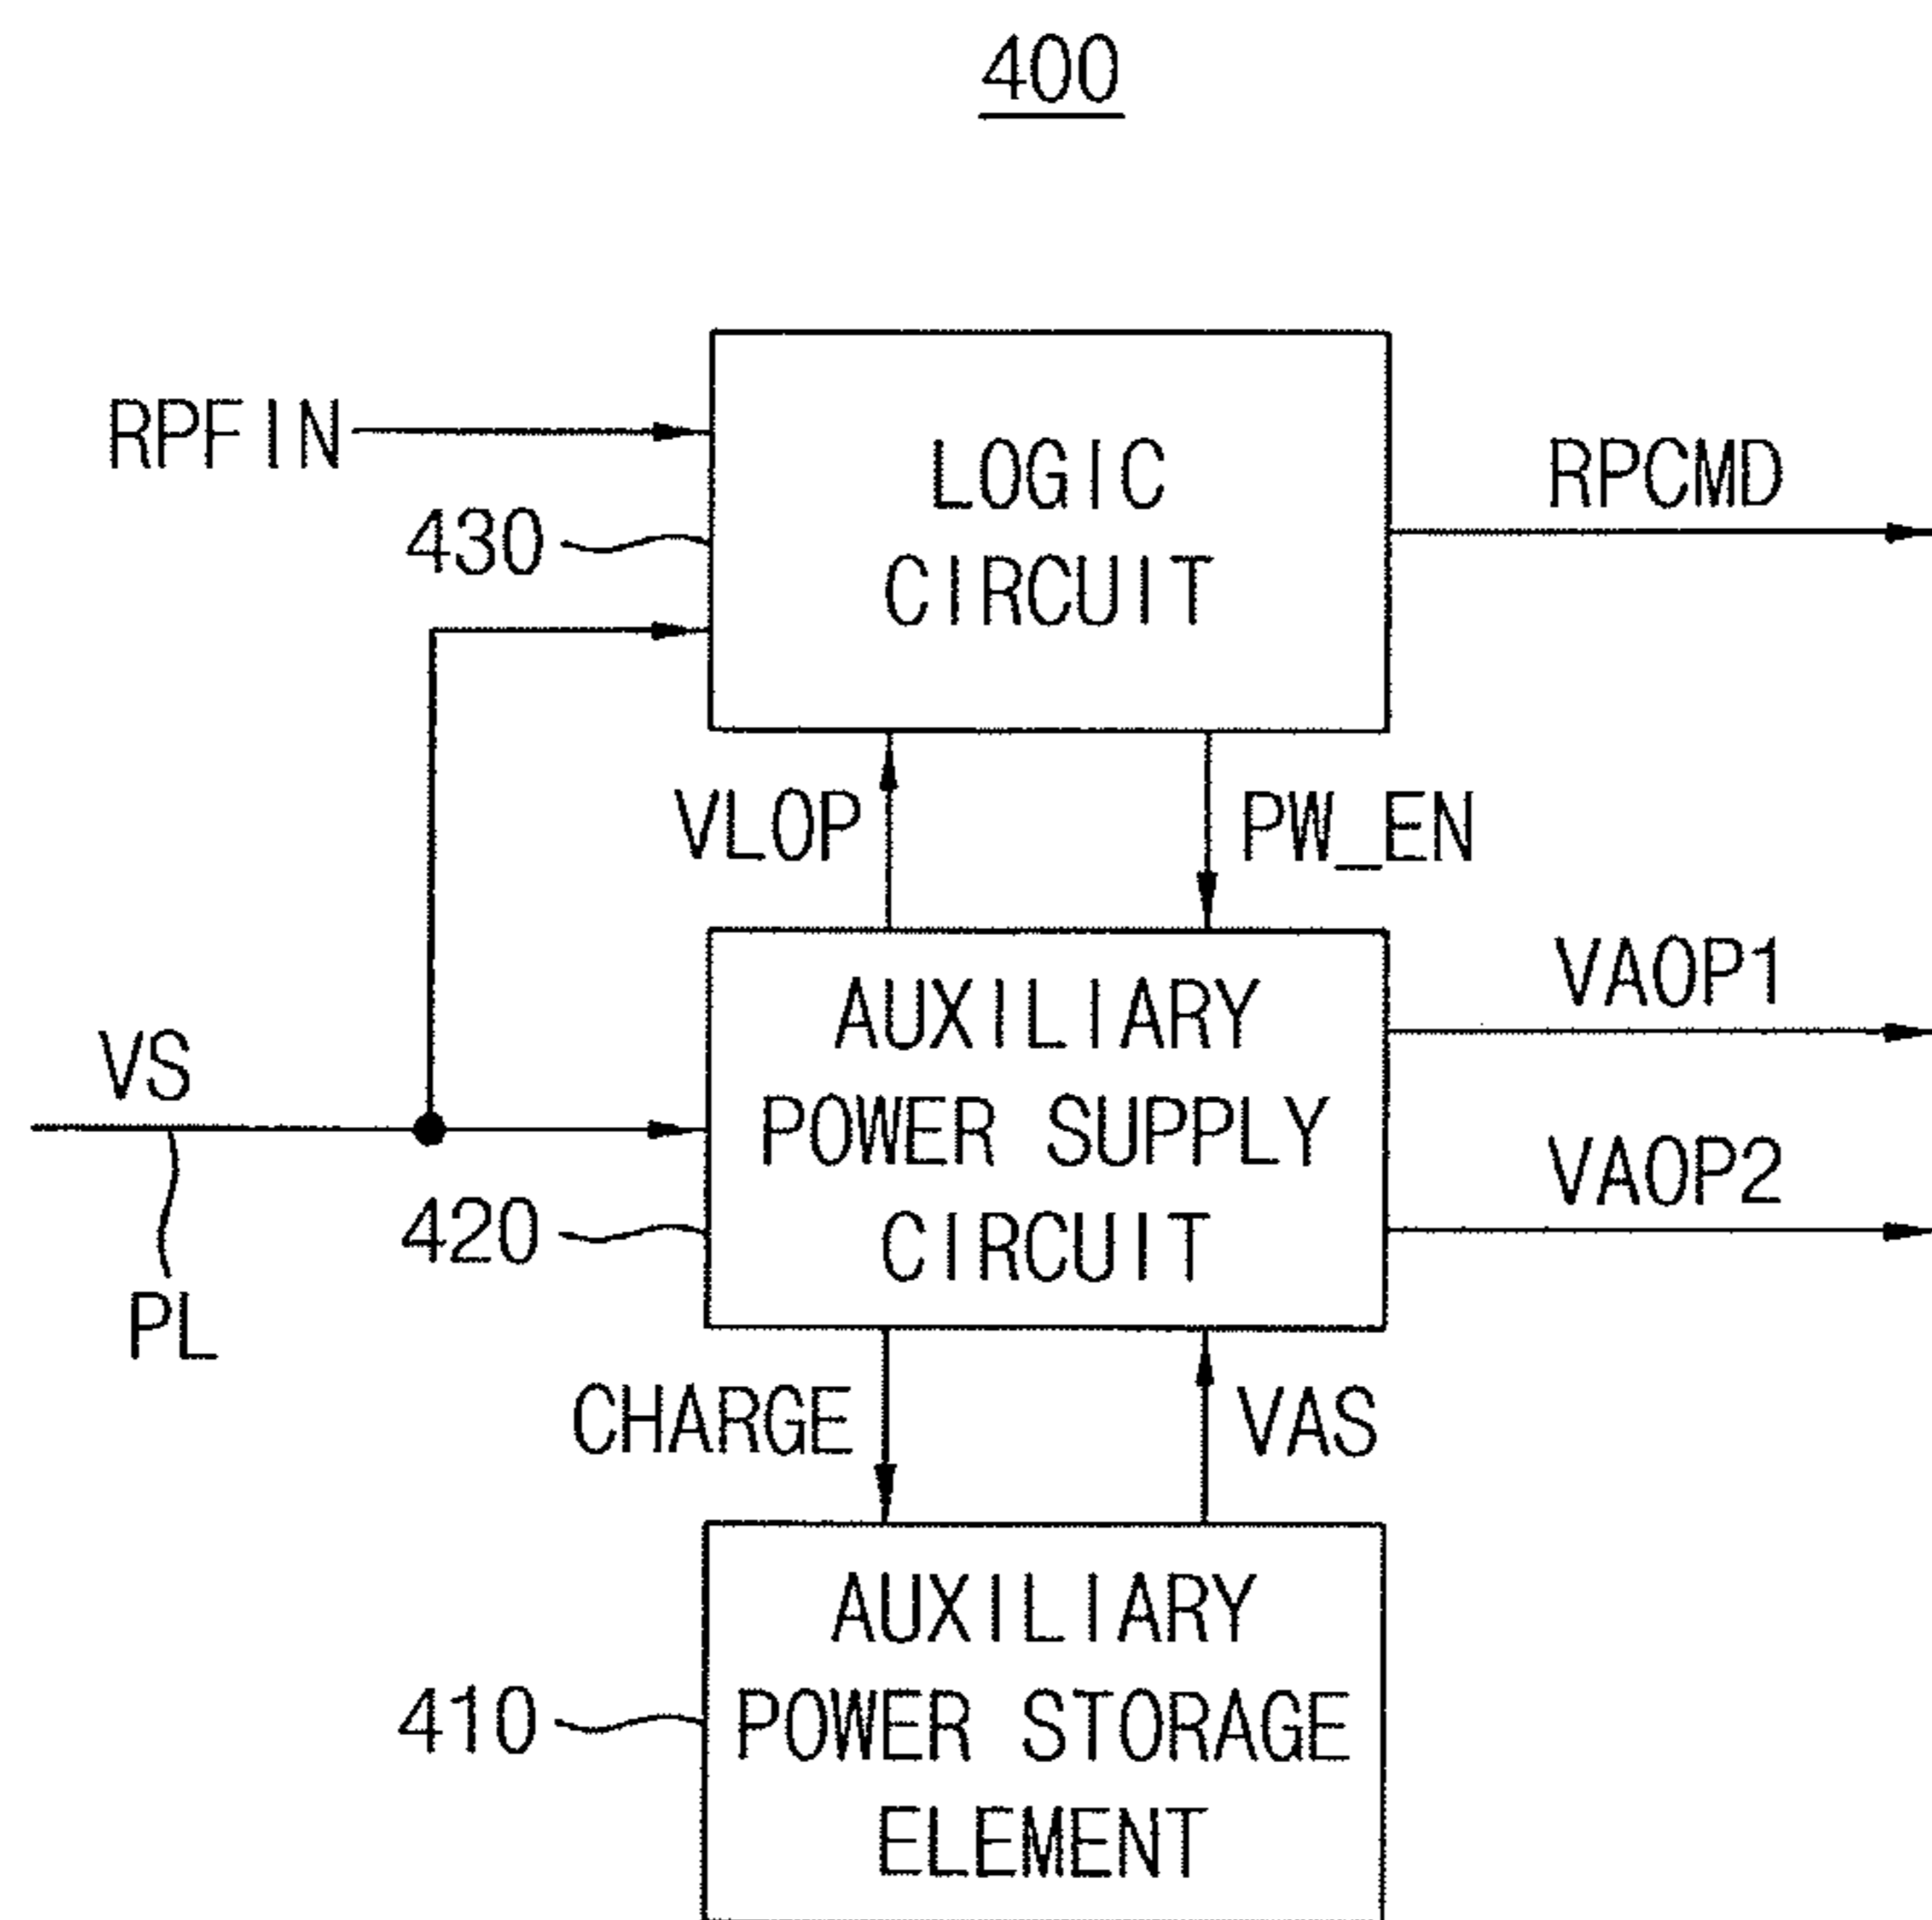 400
RPFIN
LOGIC
CIRCUIT
430
RPCMD
VLOP
PW_EN
VS
PL
AUXILIARY
POWER SUPPLY
CIRCUIT
420
VAOP1
VAOP2
CHARGE
VAS
AUXILIARY
POWER STORAGE
ELEMENT
410